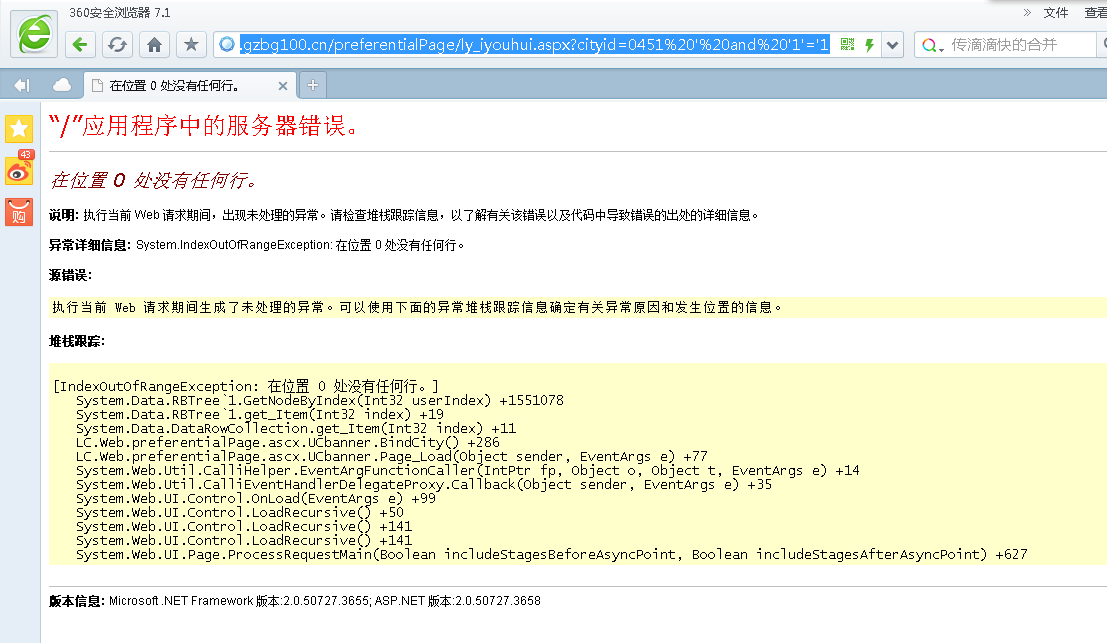 360安全浏览器 7.1
» 文件 查看
.gzbg100.cn/preferentialPage/ly_iyouhui.aspx?cityid=0451%20'%20and%20'1'='1
传滴滴快的合并
在位置 0 处没有任何行。
“/”应用程序中的服务器错误。
43
在位置 0 处没有任何行。
购
说明: 执行当前 Web 请求期间，出现未处理的异常。请检查堆栈跟踪信息，以了解有关该错误以及代码中导致错误的出处的详细信息。
异常详细信息: System.IndexOutOfRangeException: 在位置 0 处没有任何行。
源错误:
执行当前 Web 请求期间生成了未处理的异常。可以使用下面的异常堆栈跟踪信息确定有关异常原因和发生位置的信息。
堆栈跟踪:
[IndexOutOfRangeException: 在位置 0 处没有任何行。]
System.Data.RBTree`1.GetNodeByIndex(Int32 userIndex) +1551078
System.Data.RBTree`1.get_Item(Int32 index) +19
System.Data.DataRowCollection.get_Item(Int32 index) +11
LC.Web.preferentialPage.ascx.UCbanner.BindCity() +286
LC.Web.preferentialPage.ascx.UCbanner.Page_Load(Object sender, EventArgs e) +77
System.Web.Util.CalliHelper.EventArgFunctionCaller(IntPtr fp, Object o, Object t, EventArgs e) +14
System.Web.Util.CalliEventHandlerDelegateProxy.Callback(Object sender, EventArgs e) +35
System.Web.UI.Control.OnLoad(EventArgs e) +99
System.Web.UI.Control.LoadRecursive() +50
System.Web.UI.Control.LoadRecursive() +141
System.Web.UI.Control.LoadRecursive() +141
System.Web.UI.Page.ProcessRequestMain(Boolean includeStagesBeforeAsyncPoint, Boolean includeStagesAfterAsyncPoint) +627
版本信息: Microsoft .NET Framework 版本:2.0.50727.3655; ASP.NET 版本:2.0.50727.3658